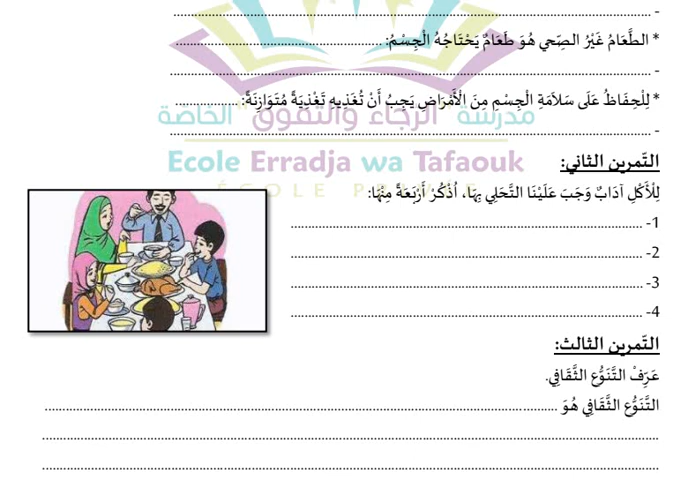 -
* الطَّعَامُ غَيْرُ الصِّحي هُوَ طَعَامٌ يَحْتَاجُهُ الْجِسْمُ:
-
* لِلْحِفَاظُ عَلَى سَلاَمَةِ الْجِسْمِ مِنَ الْأَمْرَاضِ يَجِبُ أَنْ تُغَذِيهِ تَغْذِيَةً مُتَوَازِنَةً:
مدرسة الرجاء والتفوق الخاصة
-
Ecole Erradja wa Tafaouk
التّمرين الثاني:
لِلْأَكْلِ آدَابٌ وَجَبَ عَلَيْنَا التَّحَلِي بِهَا، اُذْكُرْ أَرْبَعَةً مِنْهَا:
1-
2-
3-
4-
التّمرين الثالث:
عَرِّفْ التَّنَوُّع الثَّقَافِي.
التَّنَوُّع الثَّقَافِي هُوَ